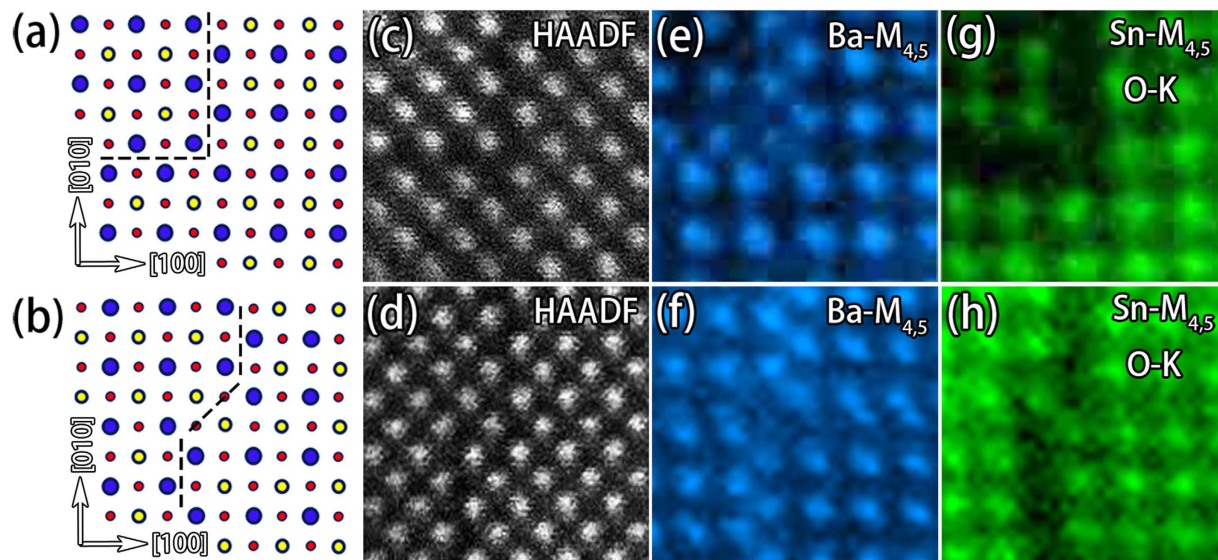 (a)
[010]
[100]
(b)
[010]
[100]
(c) HAADF
(d) HAADF
(e) Ba-M4,5
(f) Ba-M4,5
(g) Sn-M4,5
O-K
(h) Sn-M4,5
O-K